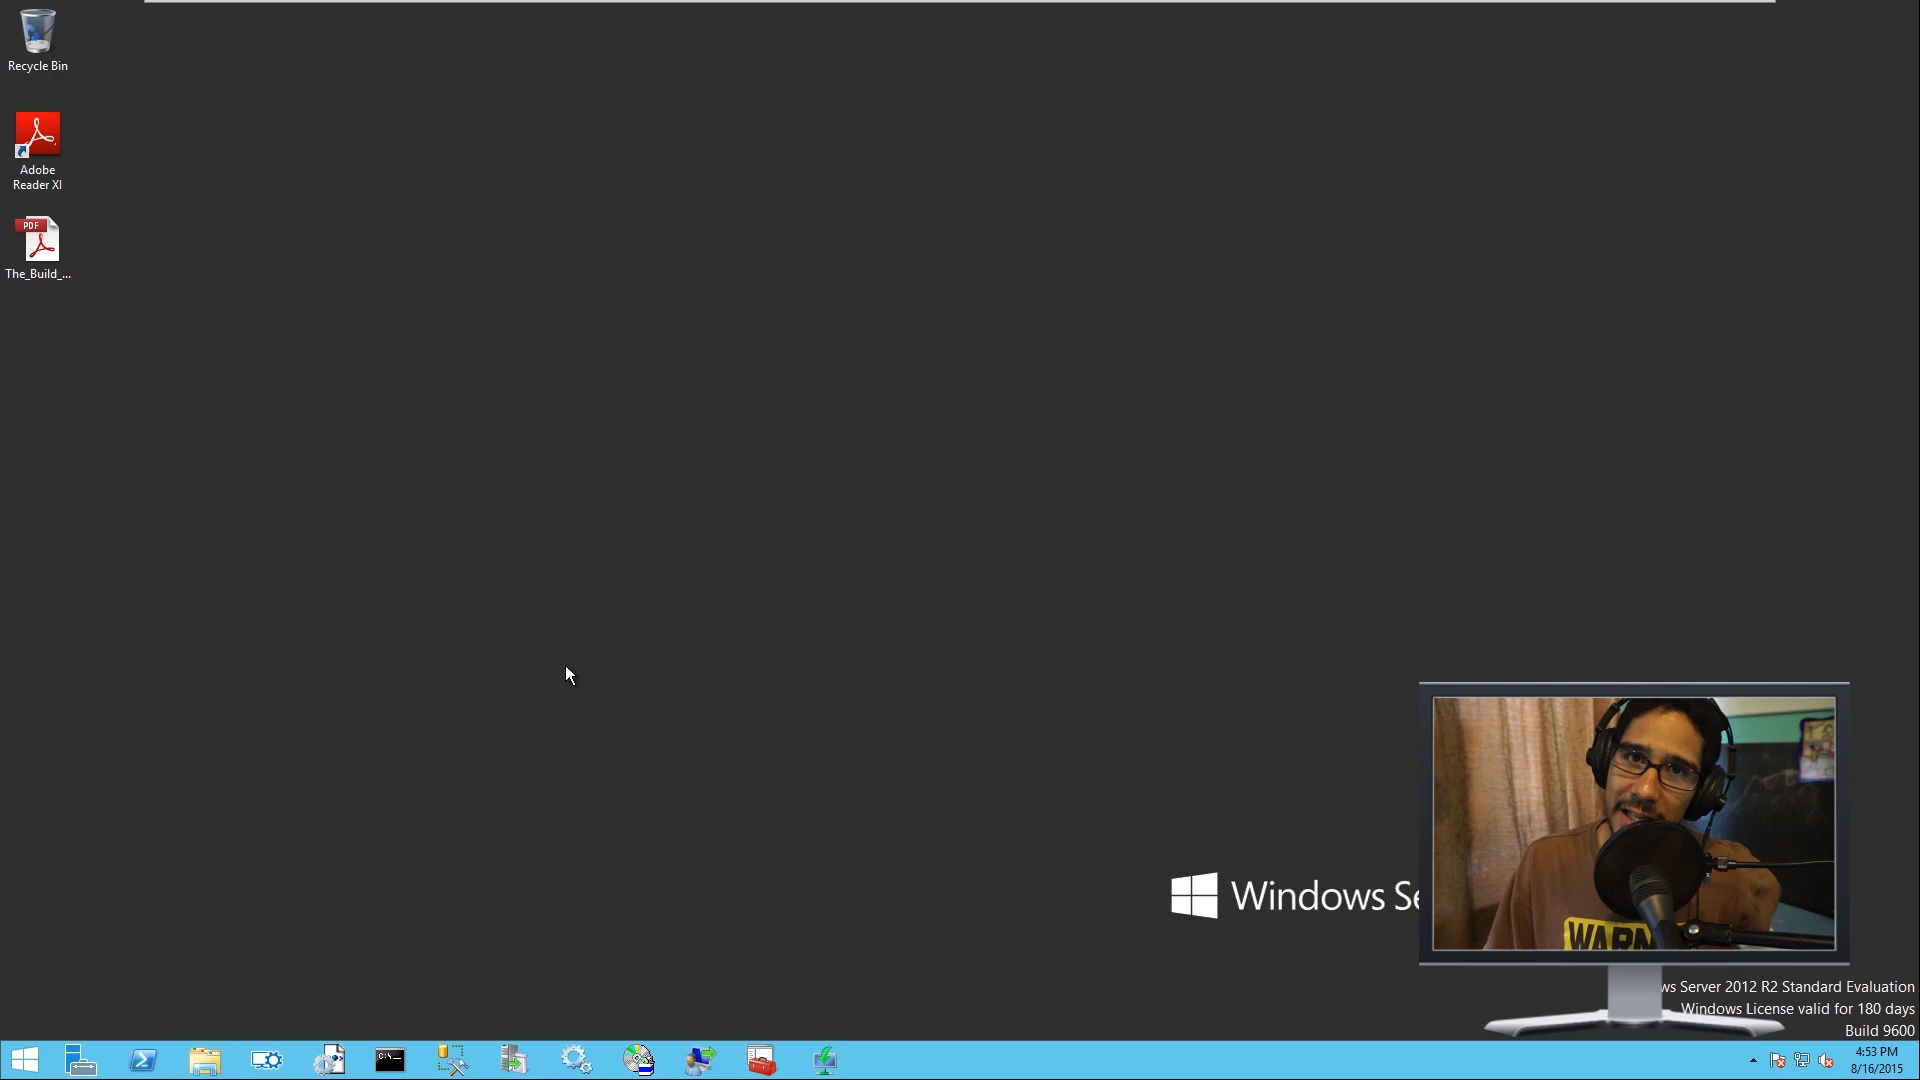 Recycle Bin
Adobe
Reader XI
PDF
The_Build_...
Windows Se
WARN
ws Server 2012 R2 Standard Evaluation
Windows License valid for 180 days
Build 9600
C:\_
4:53 PM
8/16/2015